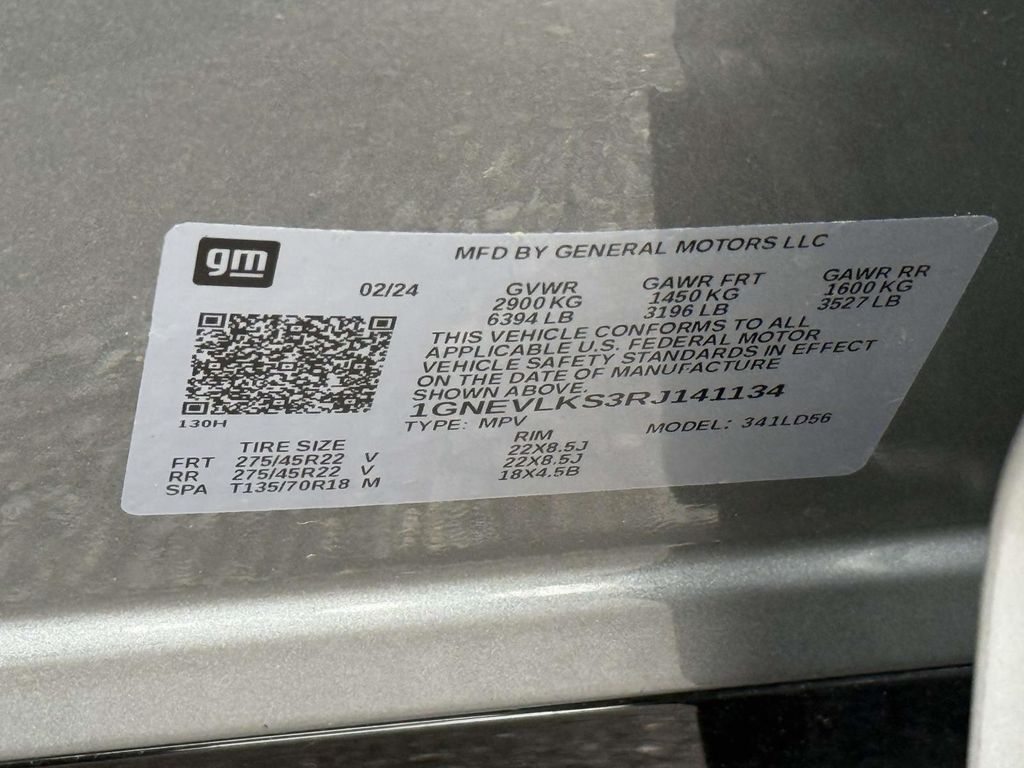 gm
MFD BY GENERAL MOTORS LLC
02/24
GVWR GAWR FRT GAWR RR
2900 KG 1450 KG 1600 KG
6394 LB 3196 LB 3527 LB
THIS VEHICLE CONFORMS TO ALL
APPLICABLE U.S. FEDERAL MOTOR
VEHICLE SAFETY STANDARDS IN EFFECT
ON THE DATE OF MANUFACTURE
SHOWN ABOVE.
1GNEVLKS3RJ141134
130H
TYPE: MPV MODEL: 341LD56
TIRE SIZE RIM
FRT 275/45R22 V 22X8.5J
RR 275/45R22 V 22X8.5J
SPA T135/70R18 M 18X4.5B